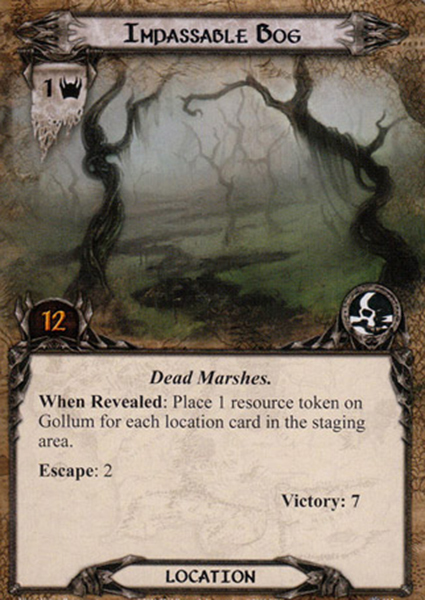 IMPASSABLE BOG
1
12
Dead Marshes.
When Revealed: Place 1 resource token on
Gollum for each location card in the staging
area.
Escape: 2
Victory: 7
LOCATION